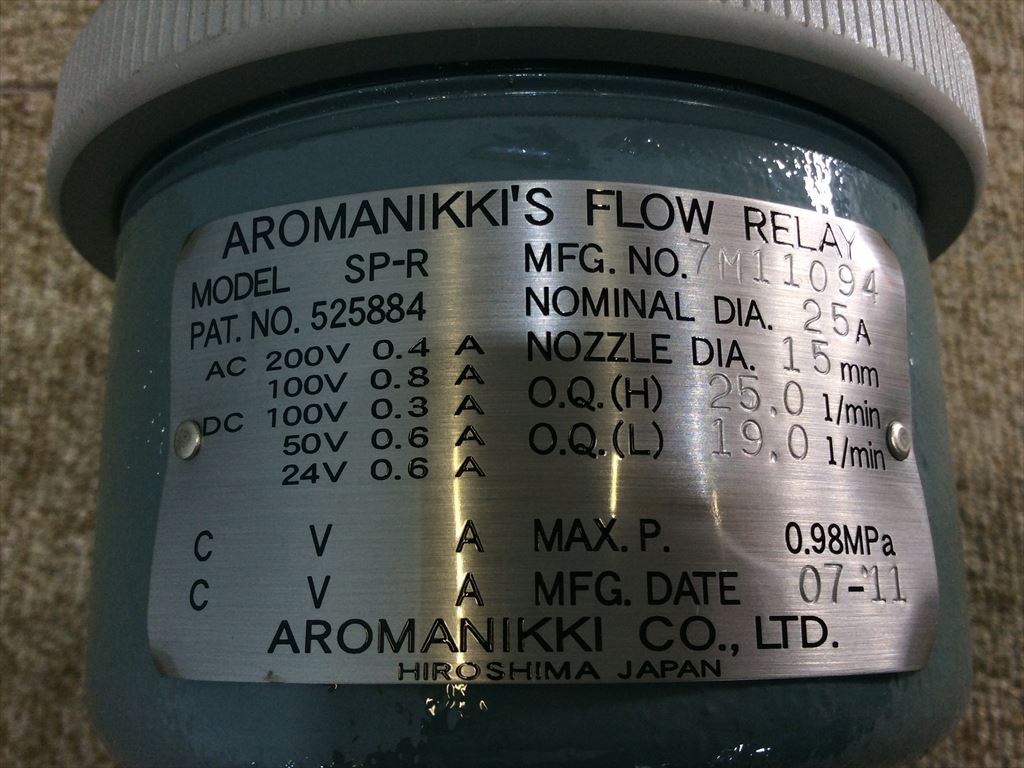 AROMANIKKI'S FLOW RELAY
MODEL SP-R MFG. NO. 7M11094
PAT. NO. 525884 NOMINAL DIA. 25A
AC 200V 0.4 A NOZZLE DIA. 15 mm
100V 0.8 A O.Q.(H) 25.0 l/min
DC 100V 0.3 A O.Q.(L) 19.0 l/min
50V 0.6 A
24V 0.6 A
C V A MAX. P. 0.98MPa
C V A MFG. DATE 07-11
AROMANIKKI CO., LTD.
HIROSHIMA JAPAN